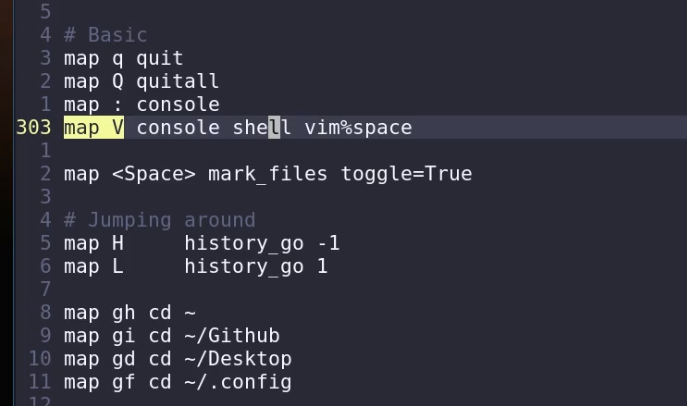 5
4 # Basic
3 map q quit
2 map Q quitall
1 map : console
303 map V console shell vim%space
1
2 map <Space> mark_files toggle=True
3
4 # Jumping around
5 map H     history_go -1
6 map L     history_go 1
7
8 map gh cd ~
9 map gi cd ~/Github
10 map gd cd ~/Desktop
11 map gf cd ~/.config
12